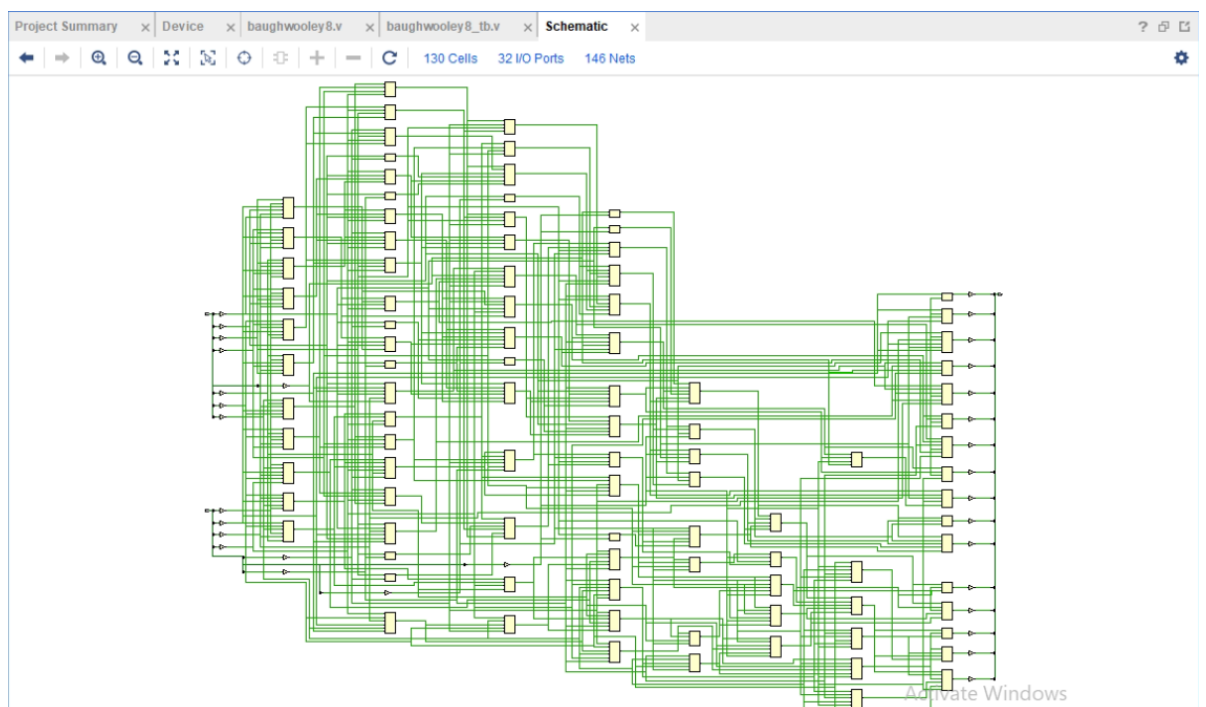 Project Summary × Device × baughwooley8.v × baughwooley8_tb.v × Schematic × ?
130 Cells 32 I/O Ports 146 Nets
Activate Windows